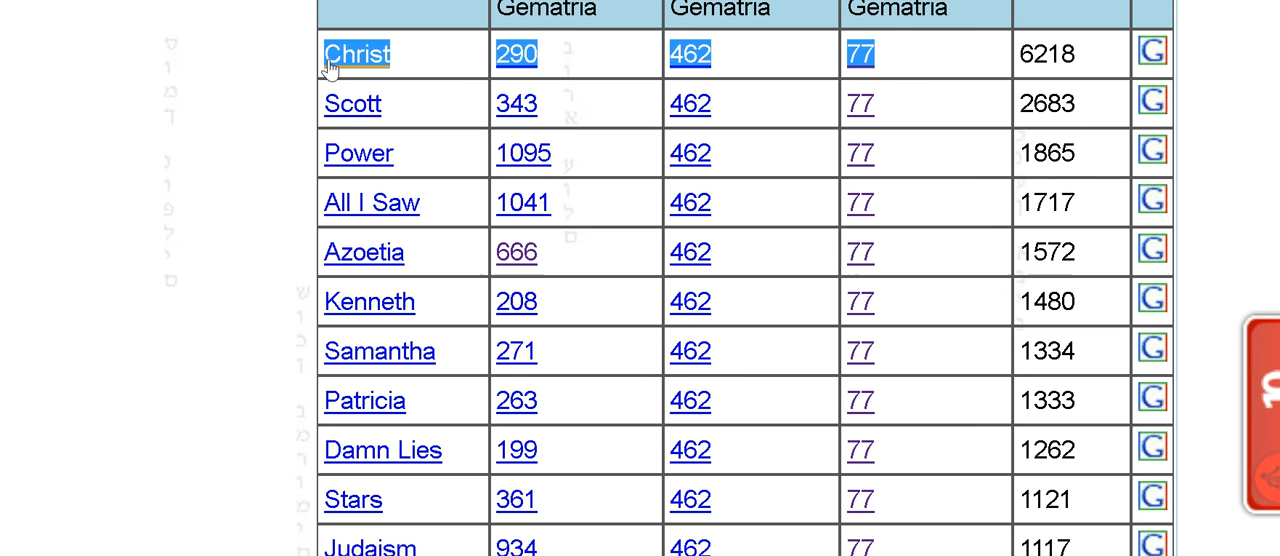 Gematria Gematria Gematria
Christ 290 462 77 6218 G
Scott 343 462 77 2683 G
Power 1095 462 77 1865 G
All I Saw 1041 462 77 1717 G
Azoetia 666 462 77 1572 G
Kenneth 208 462 77 1480 G
Samantha 271 462 77 1334 G
Patricia 263 462 77 1333 G
Damn Lies 199 462 77 1262 G
Stars 361 462 77 1121 G
Judaism 934 462 77 1117 G